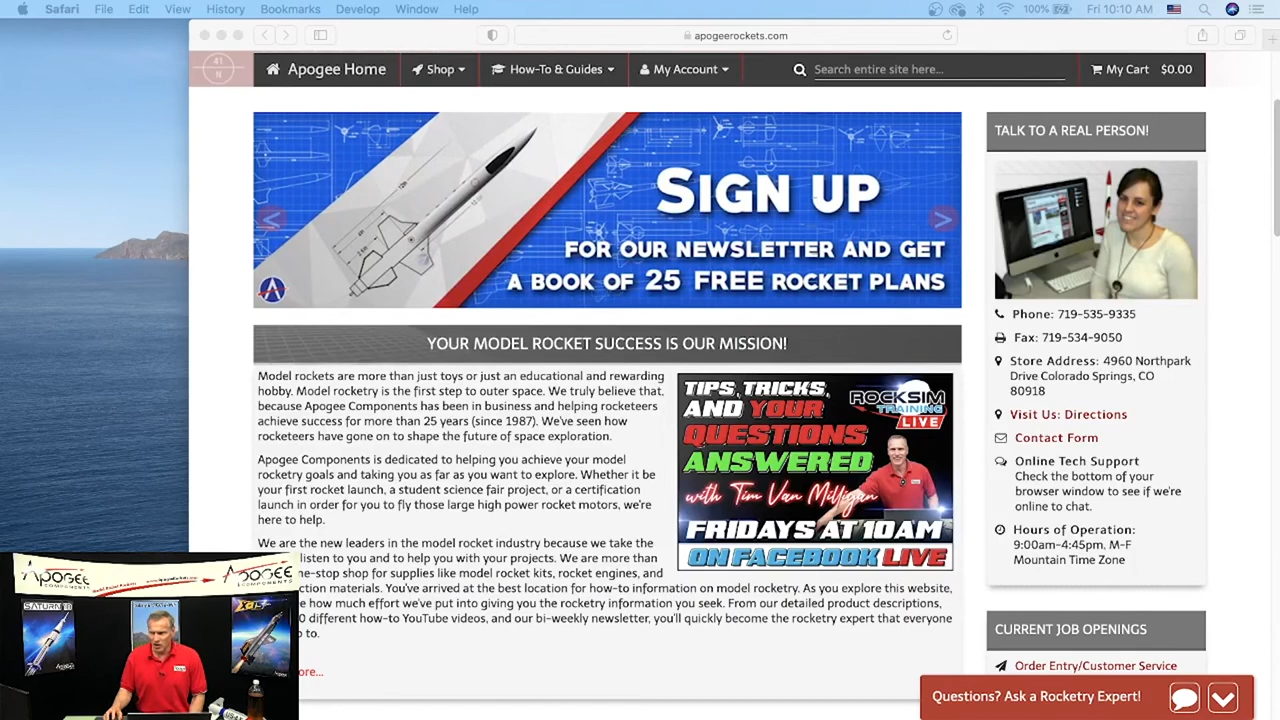 Safari File Edit View History Bookmarks Develop Window Help 100% Fri 10:10 AM
apogeerockets.com
41
N
Apogee Home Shop How-To & Guides My Account Search entire site here... My Cart $0.00
SIGN UP
FOR OUR NEWSLETTER AND GET
A BOOK OF 25 FREE ROCKET PLANS
YOUR MODEL ROCKET SUCCESS IS OUR MISSION!
Model rockets are more than just toys or just an educational and rewarding
hobby. Model rocketry is the first step to outer space. We truly believe that,
because Apogee Components has been in business and helping rocketeers
achieve success for more than 25 years (since 1987). We've seen how
rocketeers have gone on to shape the future of space exploration.
Apogee Components is dedicated to helping you achieve your model
rocketry goals and taking you as far as you want to explore. Whether it be
your first rocket launch, a student science fair project, or a certification
launch in order for you to fly those large high power rocket motors, we're
here to help.
We are the new leaders in the model rocket industry because we take the
listen to you and to help you with your projects. We are more than
ne-stop shop for supplies like model rocket kits, rocket engines, and
ction materials. You've arrived at the best location for how-to information on model rocketry. As you explore this website,
e how much effort we've put into giving you the rocketry information you seek. From our detailed product descriptions,
0 different how-to YouTube videos, and our bi-weekly newsletter, you'll quickly become the rocketry expert that everyone
p to.
ore...
TIPS, TRICKS,
AND YOUR
QUESTIONS
ANSWERED
with Tim Van Milligan
FRIDAYS AT 10AM
ON FACEBOOK LIVE
ROCKSIM
TRAINING
LIVE
TALK TO A REAL PERSON!
Phone: 719-535-9335
Fax: 719-534-9050
Store Address: 4960 Northpark
Drive Colorado Springs, CO
80918
Visit Us: Directions
Contact Form
Online Tech Support
Check the bottom of your
browser window to see if we're
online to chat.
Hours of Operation:
9:00am-4:45pm, M-F
Mountain Time Zone
CURRENT JOB OPENINGS
Order Entry/Customer Service
Questions? Ask a Rocketry Expert!
APOGEE
COMPONENTS
APOGEE
COMPONENTS
SATURN